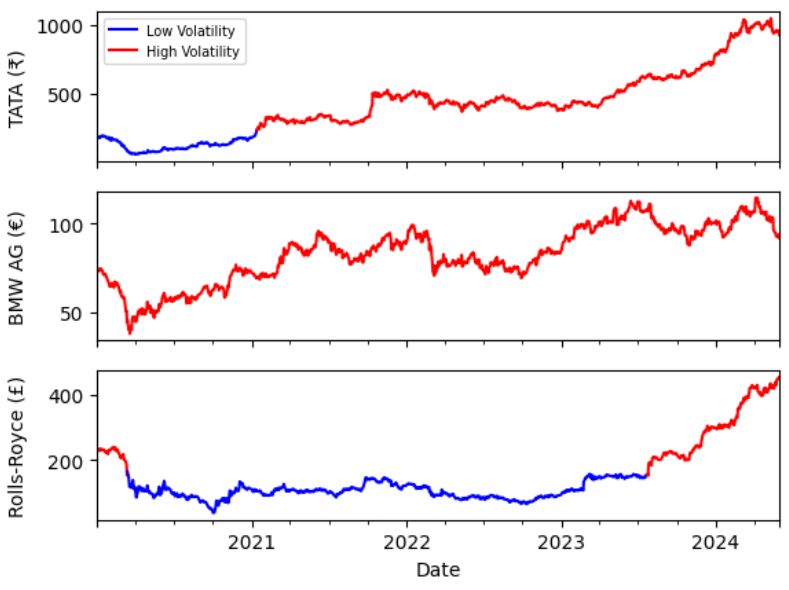 TATA (₹)
1000
500
Low Volatility
High Volatility
BMW AG (€)
100
50
Rolls-Royce (£)
400
200
2021 2022 2023 2024
Date